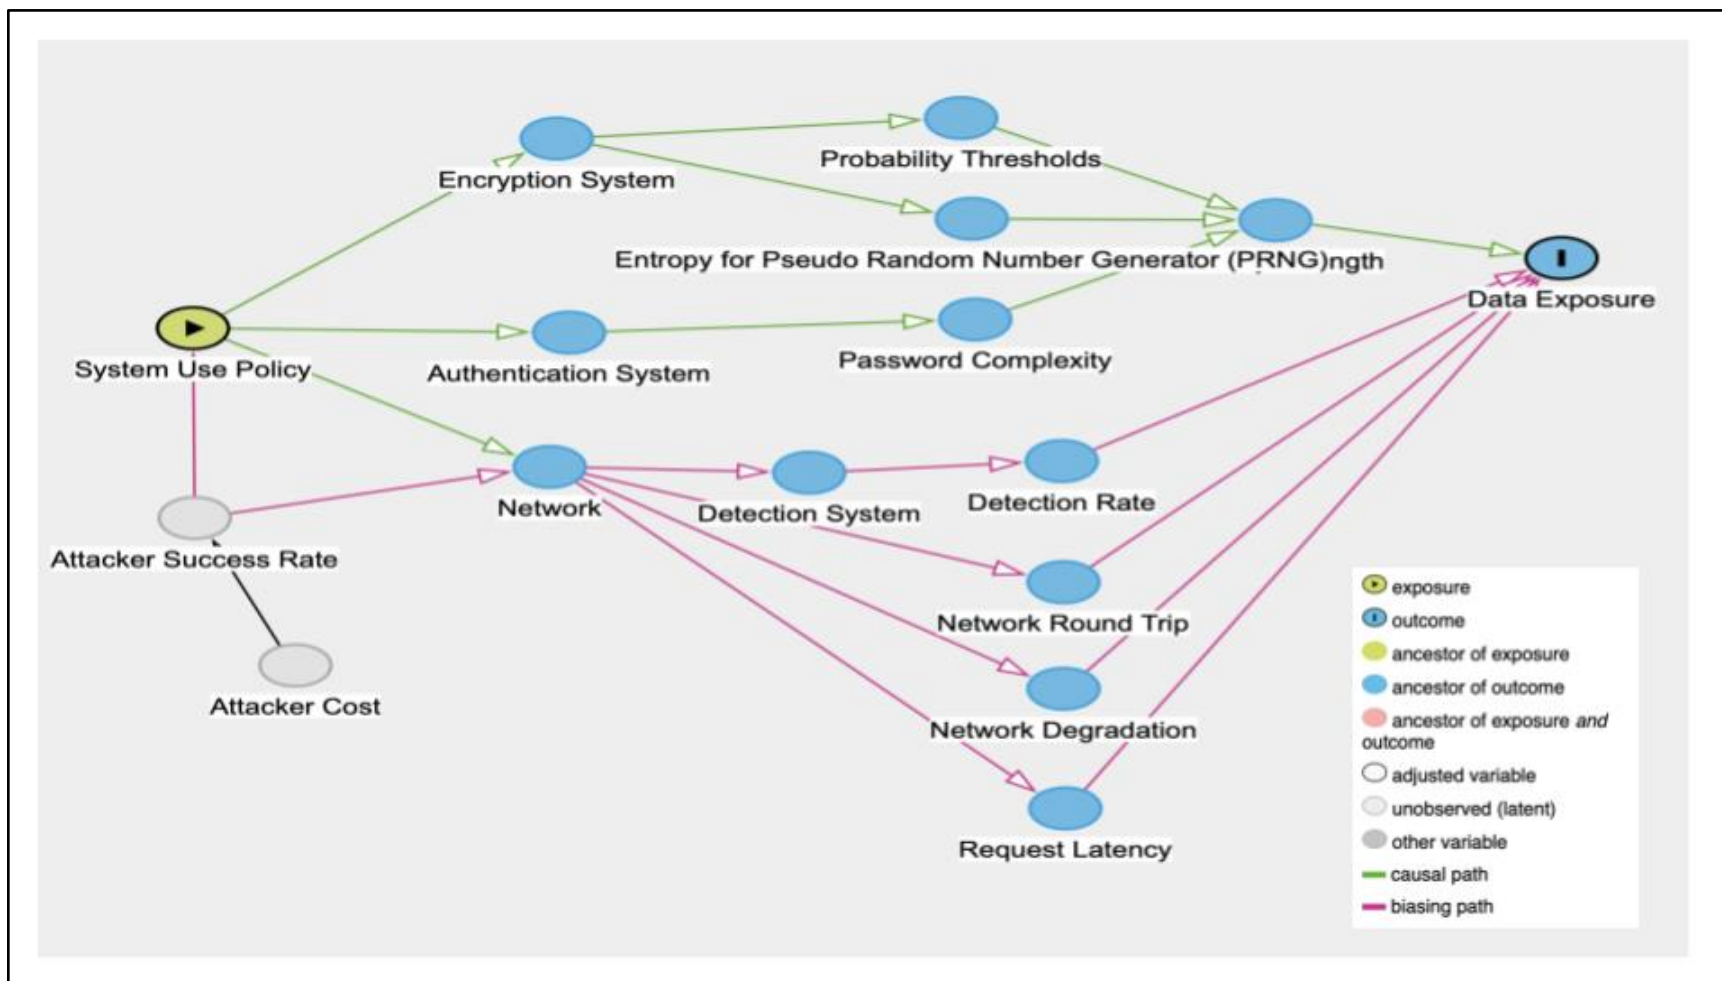 Probability Thresholds
Encryption System
Entropy for Pseudo Random Number Generator (PRNG)ngth
Data Exposure
System Use Policy
Authentication System
Password Complexity
Network
Detection System
Detection Rate
Attacker Success Rate
Network Round Trip
Attacker Cost
Network Degradation
Request Latency
exposure
outcome
ancestor of exposure
ancestor of outcome
ancestor of exposure and
outcome
adjusted variable
unobserved (latent)
other variable
causal path
biasing path